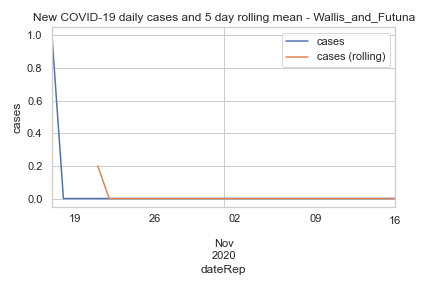 New COVID-19 daily cases and 5 day rolling mean - Wallis_and_Futuna
cases
cases (rolling)
1.0
0.8
0.6
0.4
0.2
0.0
cases
19 26 02 09 16
Nov
2020
dateRep